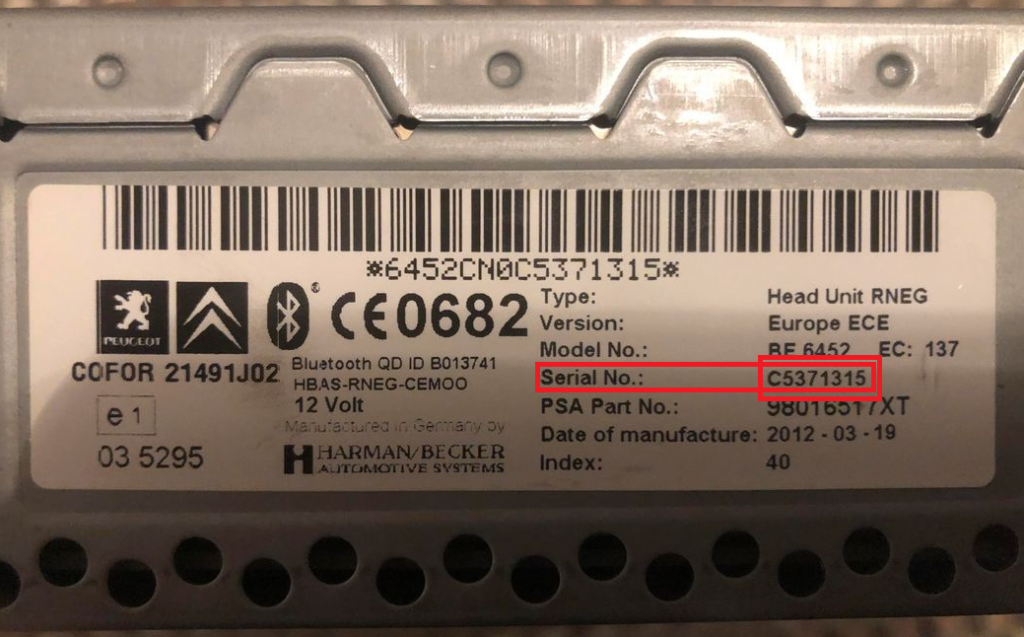 *6452CN0C5371315*
PEUGEOT
CE0682
COFOR 21491J02
e1
03 5295
Bluetooth QD ID B013741
HBAS-RNEG-CEMOO
12 Volt
Manufactured in Germany by
HARMAN/BECKER
AUTOMOTIVE SYSTEMS
Type: Head Unit RNEG
Version: Europe ECE
Model No.: BE 6452 EC: 137
Serial No.: C5371315
PSA Part No.: 98016517XT
Date of manufacture: 2012-03-19
Index: 40